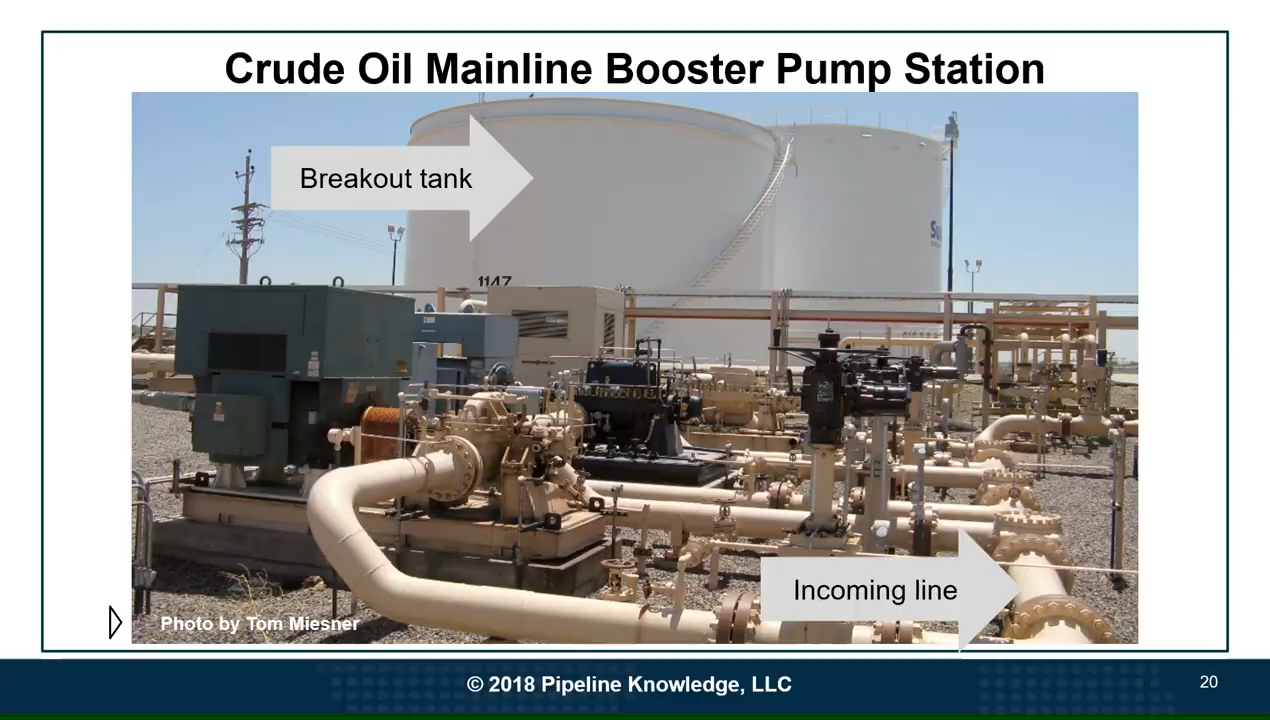 Crude Oil Mainline Booster Pump Station
Breakout tank
1147
Incoming line
Photo by Tom Miesner
© 2018 Pipeline Knowledge, LLC
20